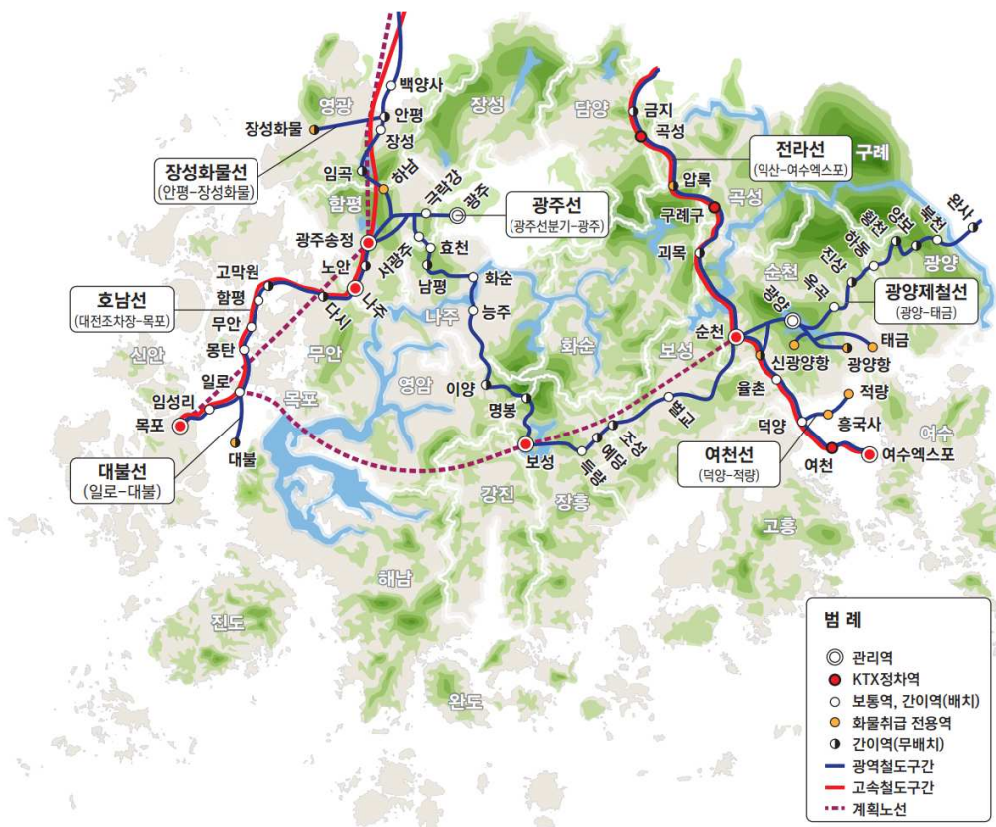 백양사
영광
장성
담양
금지
장성화물
안평
장성
곡성
구례
장성화물선
(안평-장성화물)
전라선
(익산-여수엑스포)
임곡
하남
극락강
광주
광주선
(광주선분기-광주)
압록
곡성
함평
구례구
완사
북천
양보
횡천
하동
진상
옥곡
광양
광주송정
서광주
효천
괴목
순천
광양
노안
남평
화순
고막원
함평
호남선
(대전조차장-목포)
다시
나주
나주
능주
광양제철선
(광양-태금)
무안
신안
무안
화순
보성
순천
태금
신광양항
광양항
몽탄
영암
율촌
적량
일로
목포
이양
명봉
벌교
흥국사
임성리
목포
덕양
여수
대불
보성
득량
예당
조성
여천선
(덕양-적량)
여천
여수엑스포
대불선
(일로-대불)
강진
장흥
고흥
해남
진도
완도
범 례
관리역
KTX정차역
보통역, 간이역(배치)
화물취급 전용역
간이역(무배치)
광역철도구간
고속철도구간
계획노선